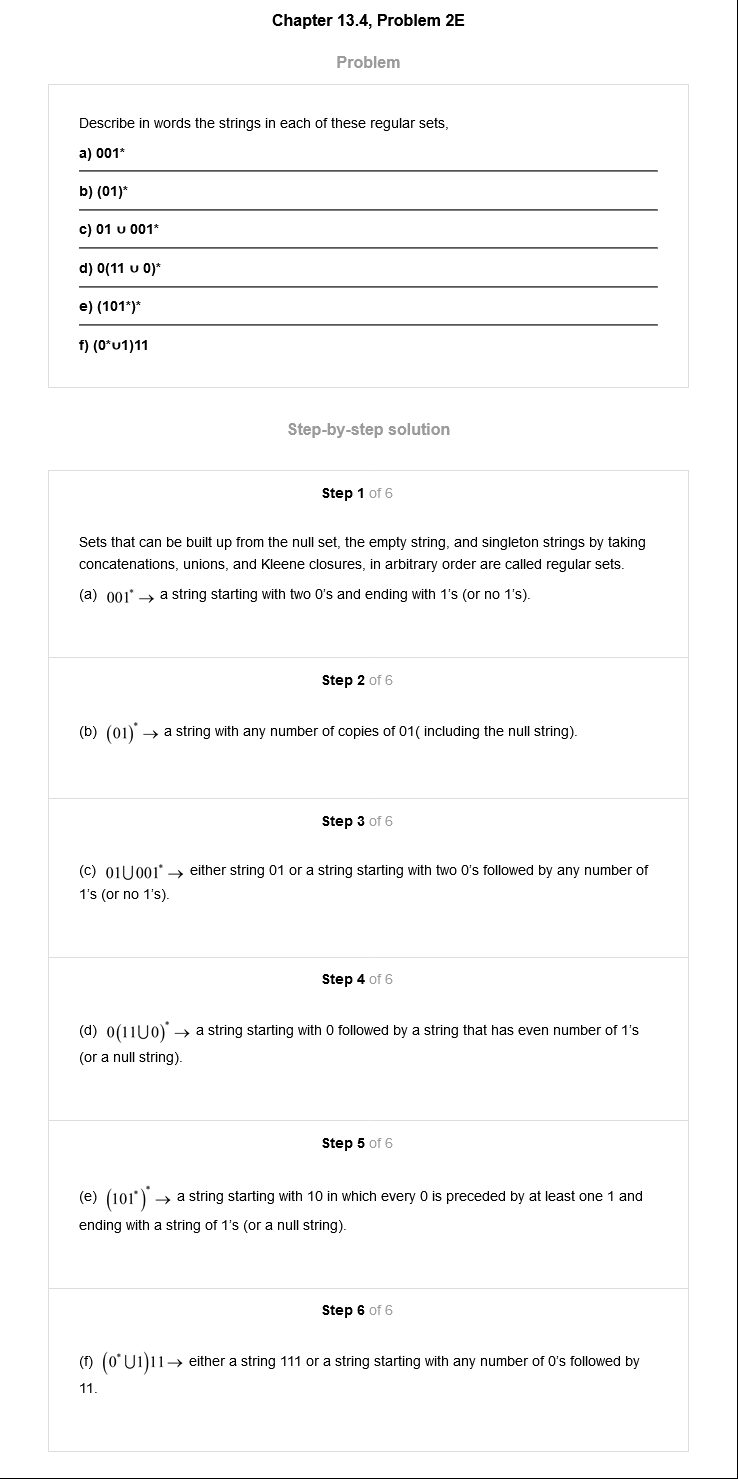 Chapter 13.4, Problem 2E
Problem
Describe in words the strings in each of these regular sets,
a) 001*
b) (01)*
c) 01 ∪ 001*
d) 0(11 ∪ 0)*
e) (101*)*
f) (0*∪1)11
Step-by-step solution
Step 1 of 6
Sets that can be built up from the null set, the empty string, and singleton strings by taking
concatenations, unions, and Kleene closures, in arbitrary order are called regular sets.
(a) 001* → a string starting with two 0's and ending with 1's (or no 1's).
Step 2 of 6
(b) (01)* → a string with any number of copies of 01( including the null string).
Step 3 of 6
(c) 01⋃001* → either string 01 or a string starting with two 0's followed by any number of
1's (or no 1's).
Step 4 of 6
(d) 0(11⋃0)* → a string starting with 0 followed by a string that has even number of 1's
(or a null string).
Step 5 of 6
(e) (101*)* → a string starting with 10 in which every 0 is preceded by at least one 1 and
ending with a string of 1's (or a null string).
Step 6 of 6
(f) (0*⋃1)11→ either a string 111 or a string starting with any number of 0's followed by
11.